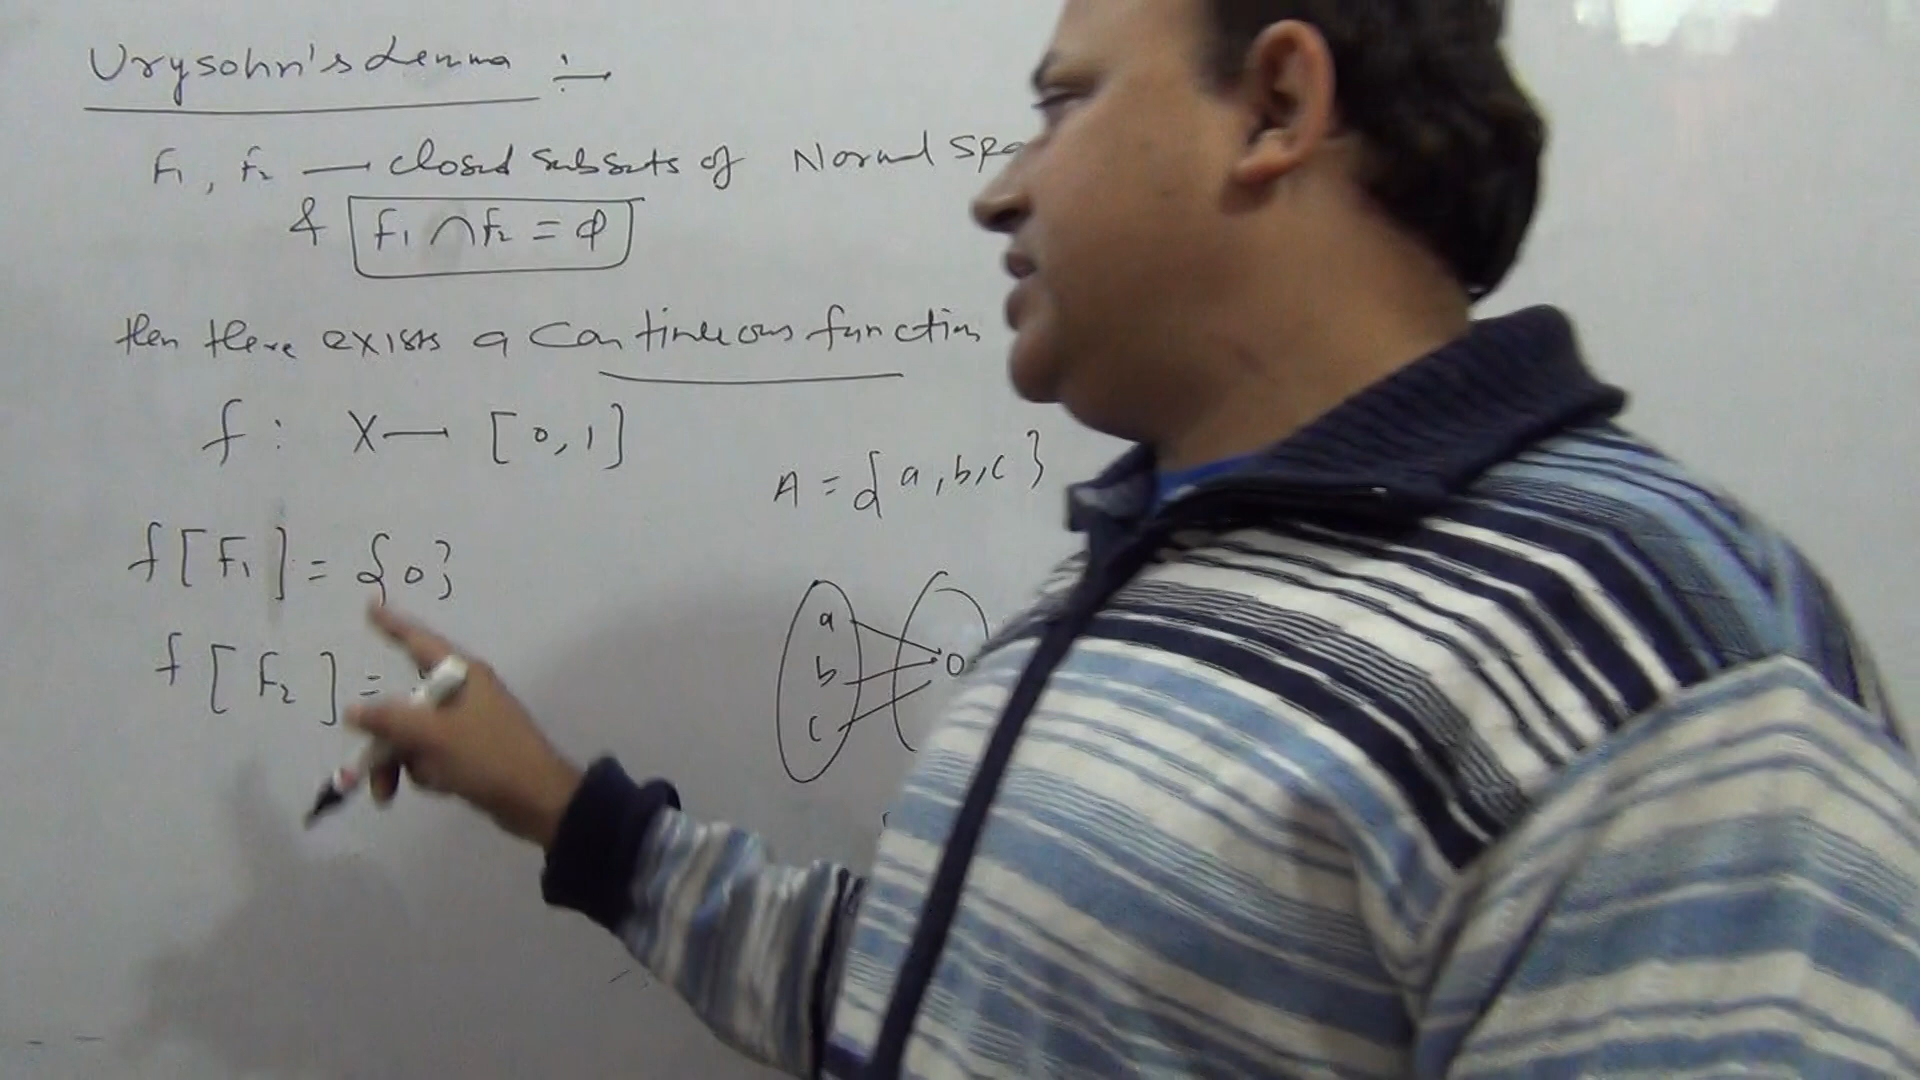 Urysohn's Lemma :—
F₁, F₂ — closed subsets of Normal
& F₁ ∩ F₂ = φ
then there exists a continuous function
f : X — [0,1]
A = {a,b,c}
f[F₁] = {0}
f[F₂] =
a
b
c
0